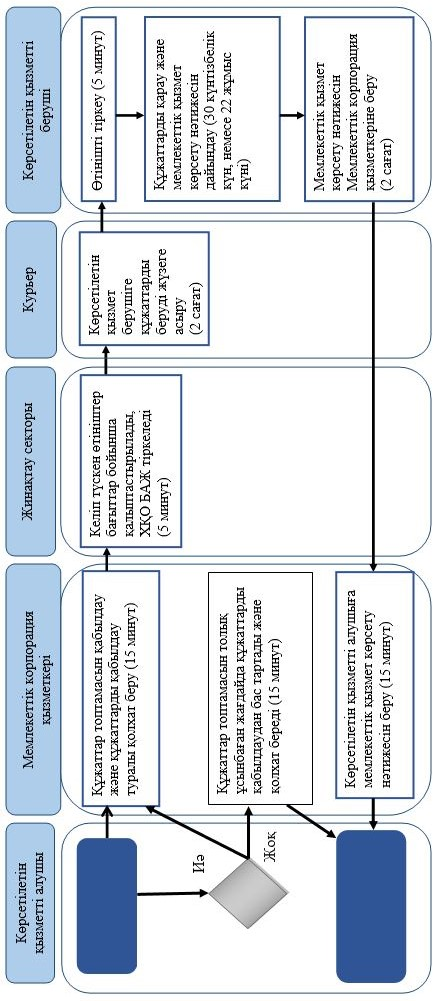 Көрсетілетін
қызметті алушы
Мемлекеттік корпорация
қызметкері
Жинақтау секторы
Курьер
Көрсетілетін қызметті
беруші
Құжаттар топтамасын қабылдау
және құжаттарды қабылдау
туралы қолхат беру (15 минут)
Келіп түскен өтініштер
бағыттар бойынша
қалыптастырылады,
ХҚО БАЖ тіркеледі
(5 минут)
Көрсетілетін
қызмет
берушіге
құжаттарды
беруді жүзеге
асыру
(2 сағат)
Өтінішті тіркеу (5 минут)
Құжаттарды қарау және
мемлекеттік қызмет
көрсету нәтижесін
дайындау (30 күнтізбелік
күн, немесе 22 жұмыс
күні)
Мемлекеттік қызмет
көрсету нәтижесін
Мемлекеттік корпорация
қызметкеріне беру
(2 сағат)
Иә
Жоқ
Құжаттар топтамасын толық
ұсынбаған жағдайда құжаттарды
қабылдаудан бас тартады және
қолхат береді (15 минут)
Көрсетілетін қызметті алушыға
мемлекеттік қызмет көрсету
нәтижесін беру (15 минут)